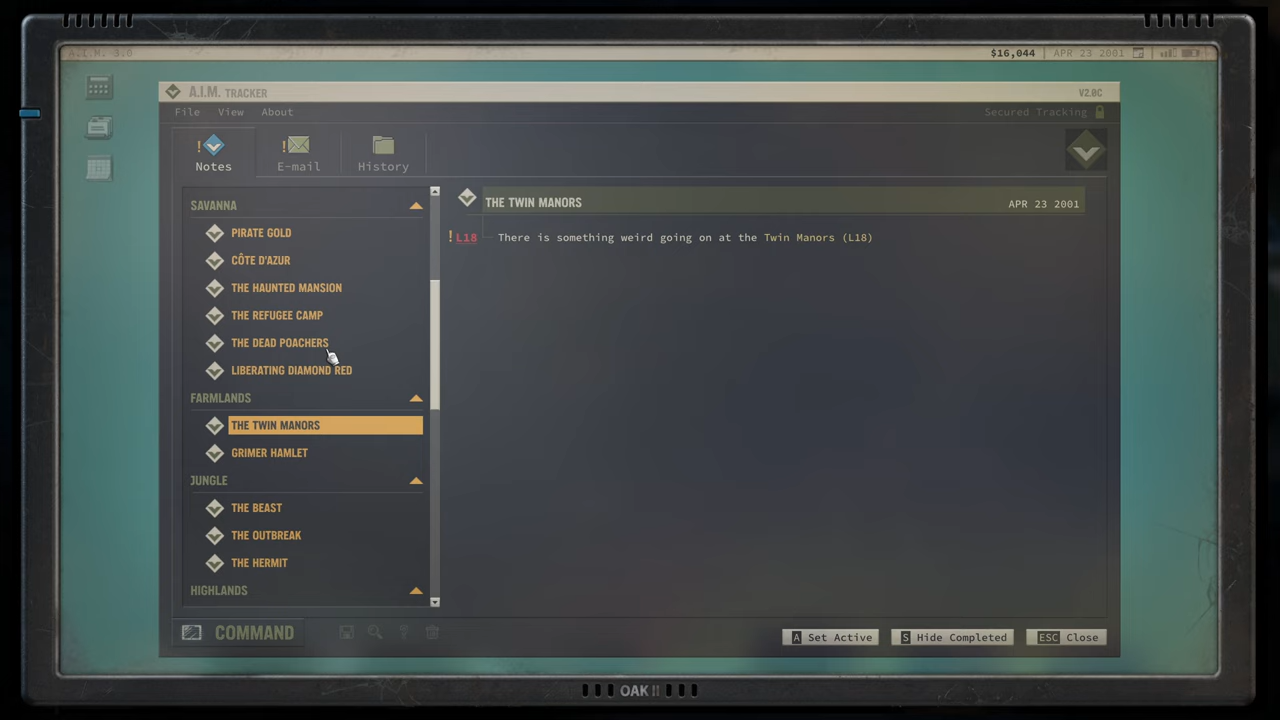 A.I.M. 3.0
$16,044 | APR 23 2001
A.I.M. TRACKER
V2.0C
File View About
Secured Tracking
! Notes
! E-mail
History
SAVANNA
PIRATE GOLD
CÔTE D'AZUR
THE HAUNTED MANSION
THE REFUGEE CAMP
THE DEAD POACHERS
LIBERATING DIAMOND RED
FARMLANDS
THE TWIN MANORS
GRIMER HAMLET
JUNGLE
THE BEAST
THE OUTBREAK
THE HERMIT
HIGHLANDS
THE TWIN MANORS
APR 23 2001
! L18 There is something weird going on at the Twin Manors (L18)
COMMAND
A Set Active
S Hide Completed
ESC Close
OAK II